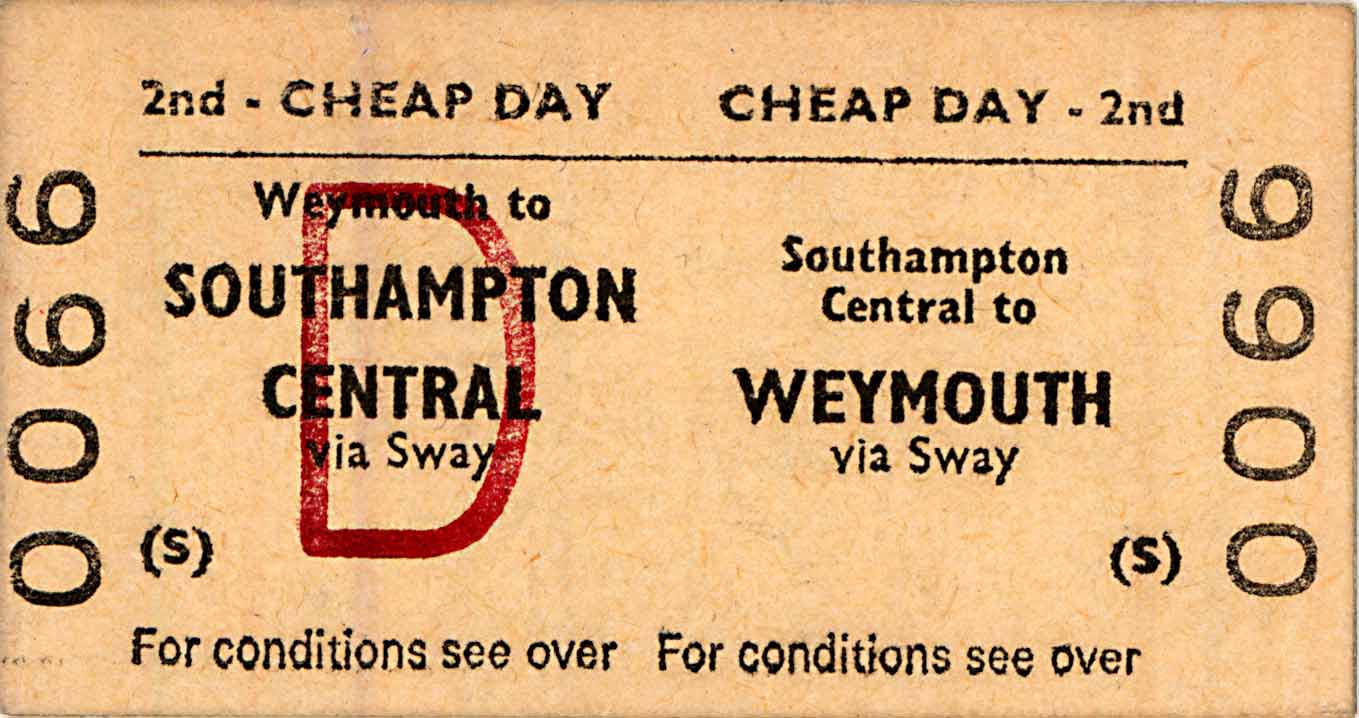 2nd - CHEAP DAY CHEAP DAY - 2nd
Weymouth to
SOUTHAMPTON
CENTRAL
via Sway
(S)
For conditions see over
Southampton
Central to
WEYMOUTH
via Sway
(S)
For conditions see over
D
0066
0066